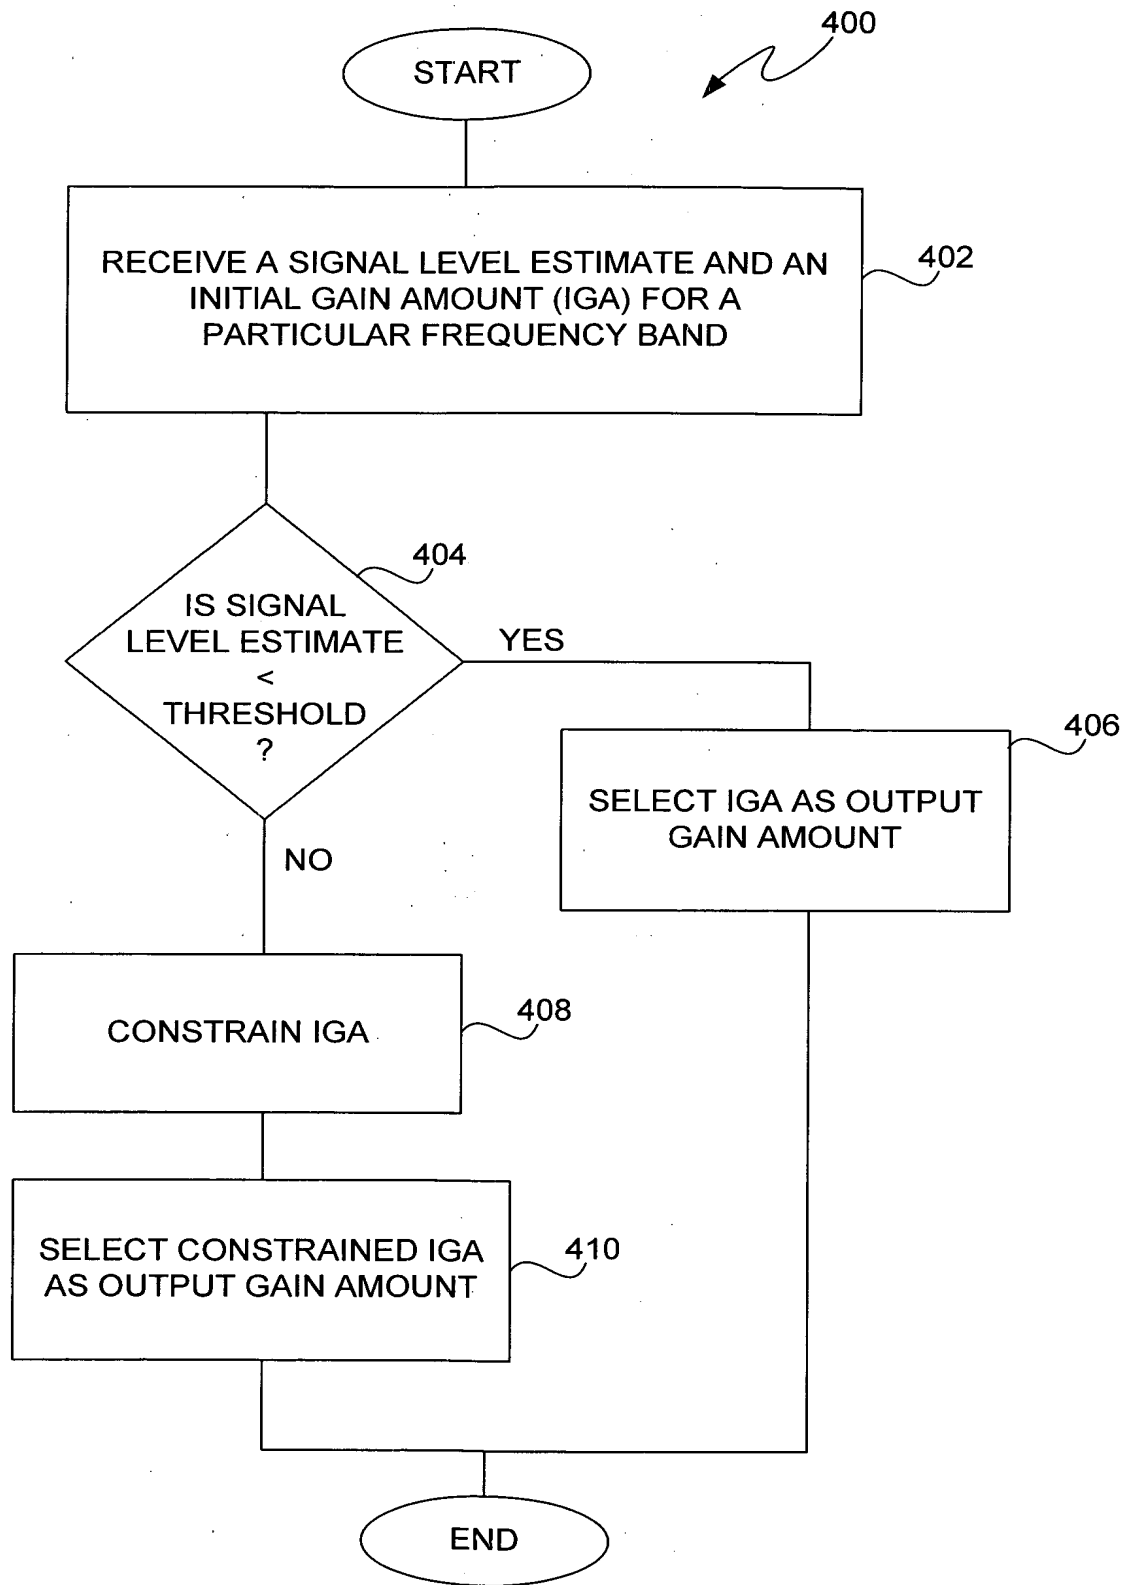 400
START
RECEIVE A SIGNAL LEVEL ESTIMATE AND AN
INITIAL GAIN AMOUNT (IGA) FOR A
PARTICULAR FREQUENCY BAND
402
404
IS SIGNAL
LEVEL ESTIMATE
<
THRESHOLD
?
YES
406
SELECT IGA AS OUTPUT
GAIN AMOUNT
NO
CONSTRAIN IGA
408
SELECT CONSTRAINED IGA
AS OUTPUT GAIN AMOUNT
410
END